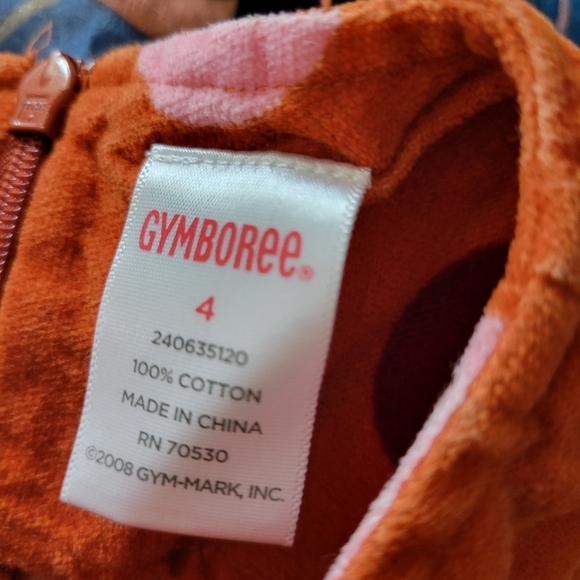 GYMBOREE®
4
240635120
100% COTTON
MADE IN CHINA
RN 70530
©2008 GYM-MARK, INC.